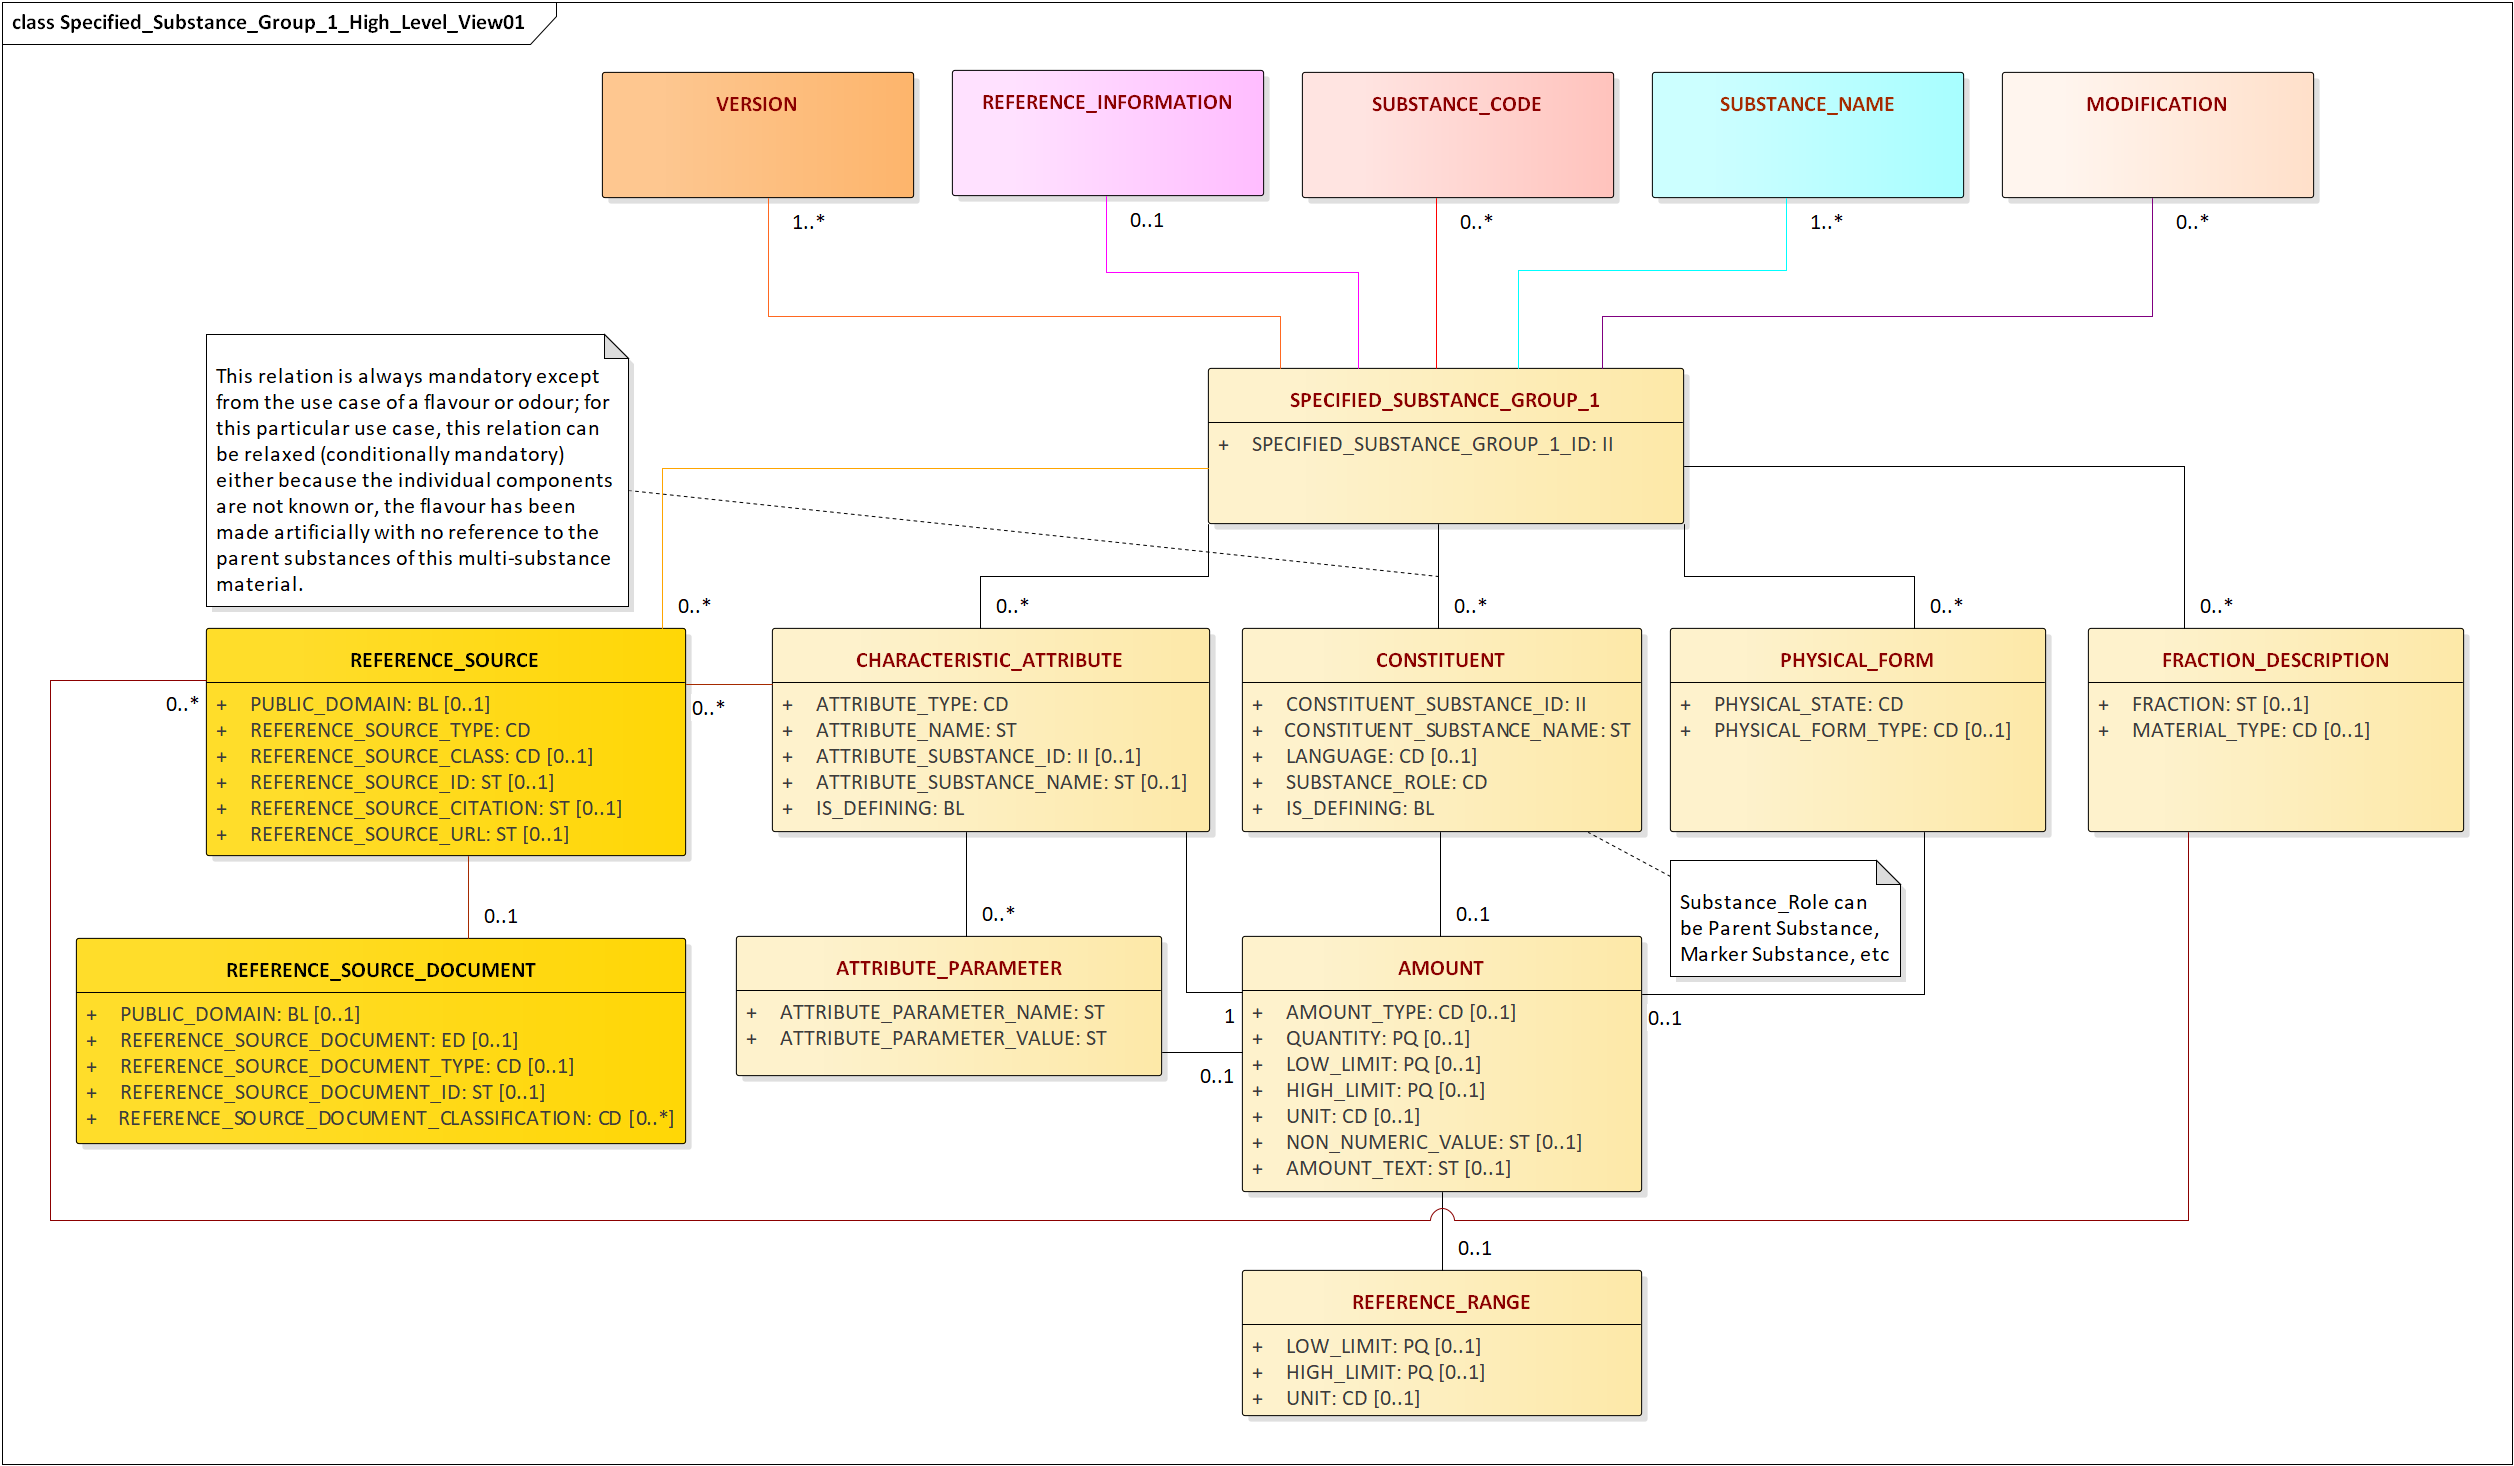 class Specified_Substance_Group_1_High_Level_View01
VERSION
REFERENCE_INFORMATION
SUBSTANCE_CODE
SUBSTANCE_NAME
MODIFICATION
1..*
0..1
0..*
1..*
0..*
This relation is always mandatory except
from the use case of a flavour or odour; for
this particular use case, this relation can
be relaxed (conditionally mandatory)
either because the individual components
are not known or, the flavour has been
made artificially with no reference to the
parent substances of this multi-substance
material.
SPECIFIED_SUBSTANCE_GROUP_1
+ SPECIFIED_SUBSTANCE_GROUP_1_ID: II
0..*
0..*
0..*
0..*
0..*
REFERENCE_SOURCE
+ PUBLIC_DOMAIN: BL [0..1]
+ REFERENCE_SOURCE_TYPE: CD
+ REFERENCE_SOURCE_CLASS: CD [0..1]
+ REFERENCE_SOURCE_ID: ST [0..1]
+ REFERENCE_SOURCE_CITATION: ST [0..1]
+ REFERENCE_SOURCE_URL: ST [0..1]
0..*
0..*
CHARACTERISTIC_ATTRIBUTE
+ ATTRIBUTE_TYPE: CD
+ ATTRIBUTE_NAME: ST
+ ATTRIBUTE_SUBSTANCE_ID: II [0..1]
+ ATTRIBUTE_SUBSTANCE_NAME: ST [0..1]
+ IS_DEFINING: BL
CONSTITUENT
+ CONSTITUENT_SUBSTANCE_ID: II
+ CONSTITUENT_SUBSTANCE_NAME: ST
+ LANGUAGE: CD [0..1]
+ SUBSTANCE_ROLE: CD
+ IS_DEFINING: BL
PHYSICAL_FORM
+ PHYSICAL_STATE: CD
+ PHYSICAL_FORM_TYPE: CD [0..1]
FRACTION_DESCRIPTION
+ FRACTION: ST [0..1]
+ MATERIAL_TYPE: CD [0..1]
0..1
0..*
0..1
Substance_Role can
be Parent Substance,
Marker Substance, etc
REFERENCE_SOURCE_DOCUMENT
+ PUBLIC_DOMAIN: BL [0..1]
+ REFERENCE_SOURCE_DOCUMENT: ED [0..1]
+ REFERENCE_SOURCE_DOCUMENT_TYPE: CD [0..1]
+ REFERENCE_SOURCE_DOCUMENT_ID: ST [0..1]
+ REFERENCE_SOURCE_DOCUMENT_CLASSIFICATION: CD [0..*]
ATTRIBUTE_PARAMETER
+ ATTRIBUTE_PARAMETER_NAME: ST
+ ATTRIBUTE_PARAMETER_VALUE: ST
1
0..1
0..1
AMOUNT
+ AMOUNT_TYPE: CD [0..1]
+ QUANTITY: PQ [0..1]
+ LOW_LIMIT: PQ [0..1]
+ HIGH_LIMIT: PQ [0..1]
+ UNIT: CD [0..1]
+ NON_NUMERIC_VALUE: ST [0..1]
+ AMOUNT_TEXT: ST [0..1]
0..1
REFERENCE_RANGE
+ LOW_LIMIT: PQ [0..1]
+ HIGH_LIMIT: PQ [0..1]
+ UNIT: CD [0..1]